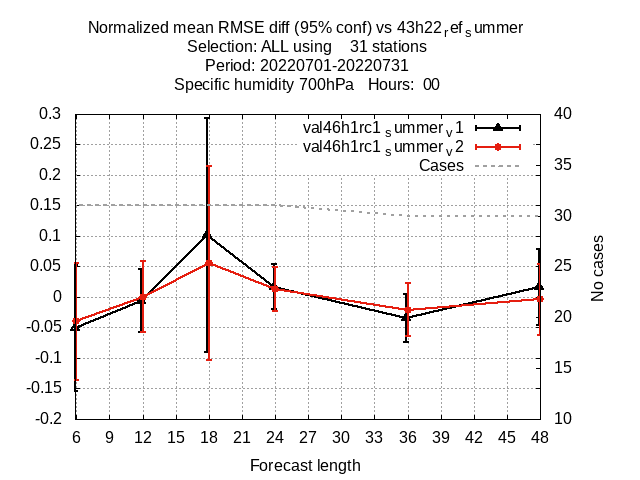 Normalized mean RMSE diff (95% conf) vs 43h22refsummer
Selection: ALL using 31 stations
Period: 20220701-20220731
Specific humidity 700hPa Hours: 00
val46h1rc1summerv1
val46h1rc1summerv2
Cases
0.3
0.25
0.2
0.15
0.1
0.05
0
-0.05
-0.1
-0.15
-0.2
40
35
30
25
20
15
10
No cases
6 9 12 15 18 21 24 27 30 33 36 39 42 45 48
Forecast length